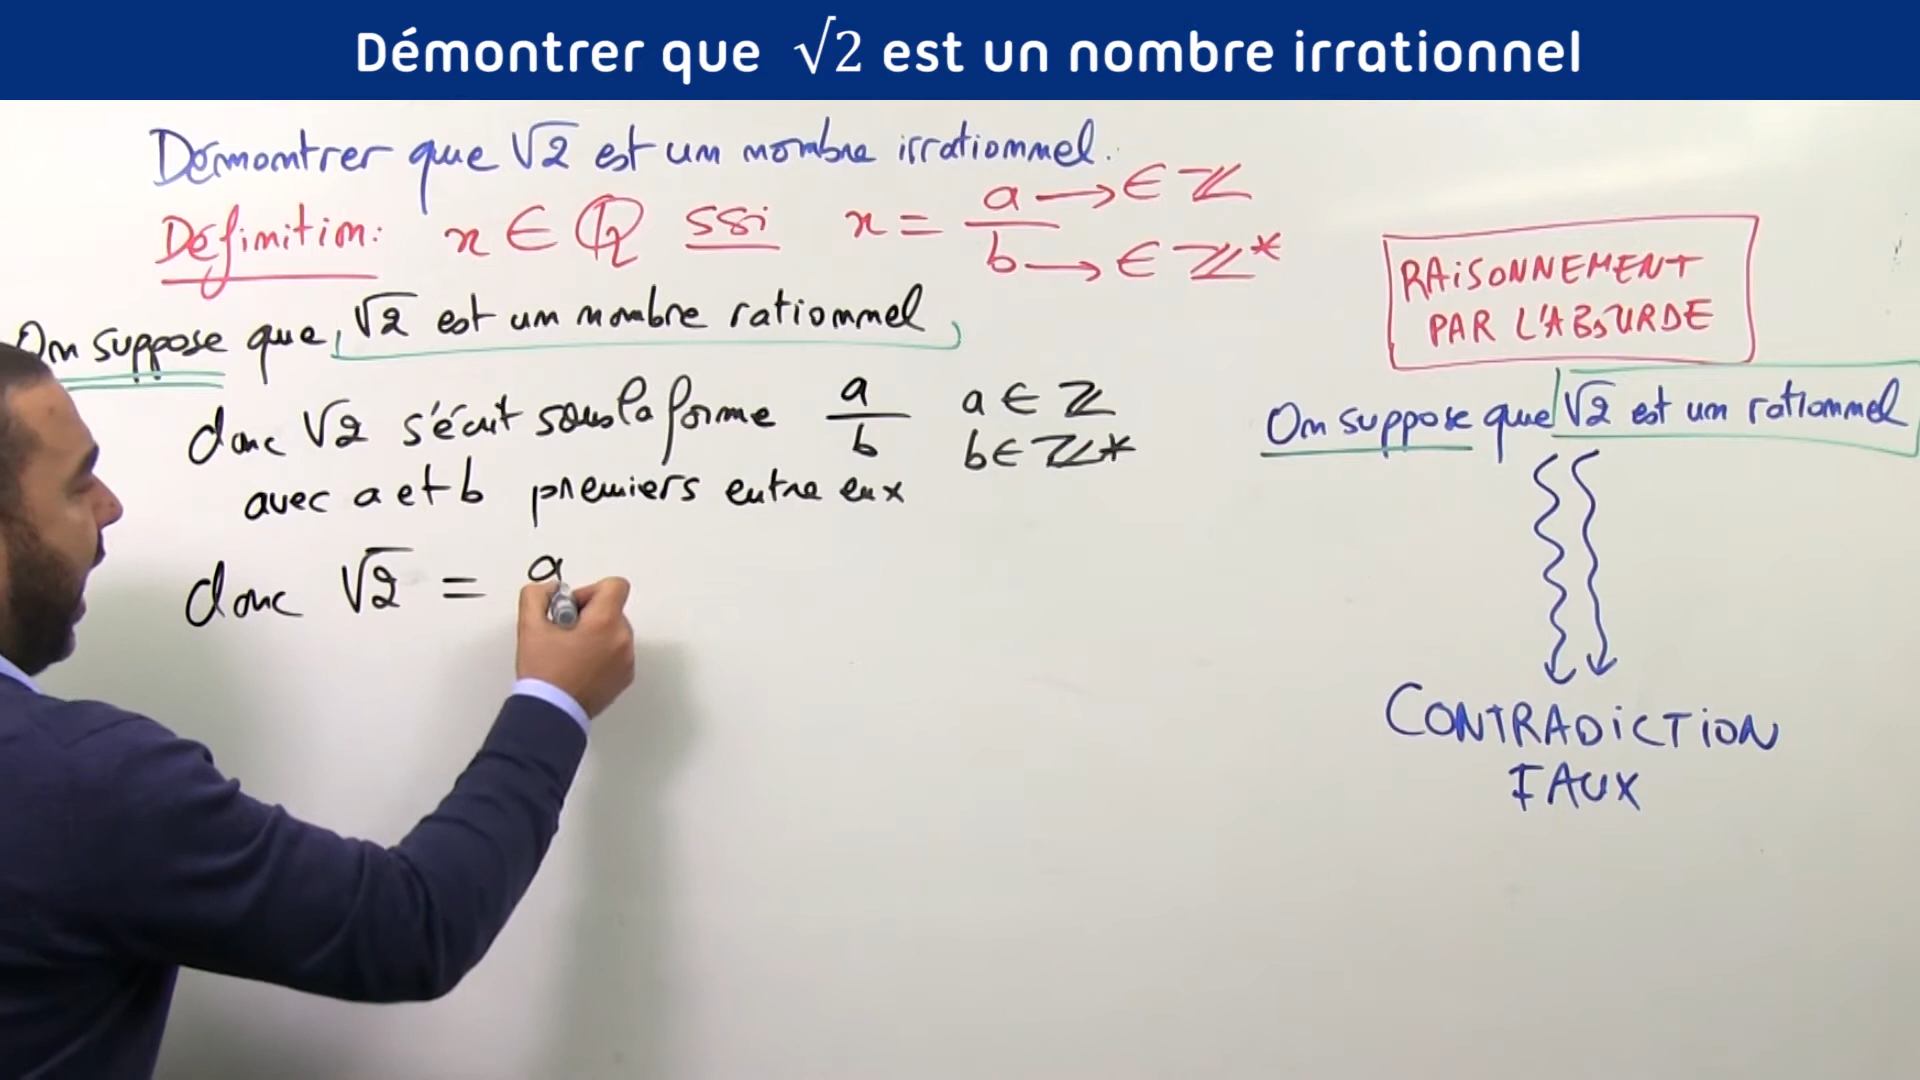 Démontrer que √2 est un nombre irrationnel
Démontrer que √2 est un nombre irrationnel.
Définition: x ∈ ℚ ssi x = a/b
a → ∈ ℤ
b → ∈ ℤ*
On suppose que √2 est un nombre rationnel
donc √2 s'écrit sous la forme a/b a ∈ ℤ
b ∈ ℤ*
avec a et b premiers entre eux
donc √2 = a
RAISONNEMENT
PAR L'ABSURDE
On suppose que √2 est un rationnel
CONTRADICTION
FAUX